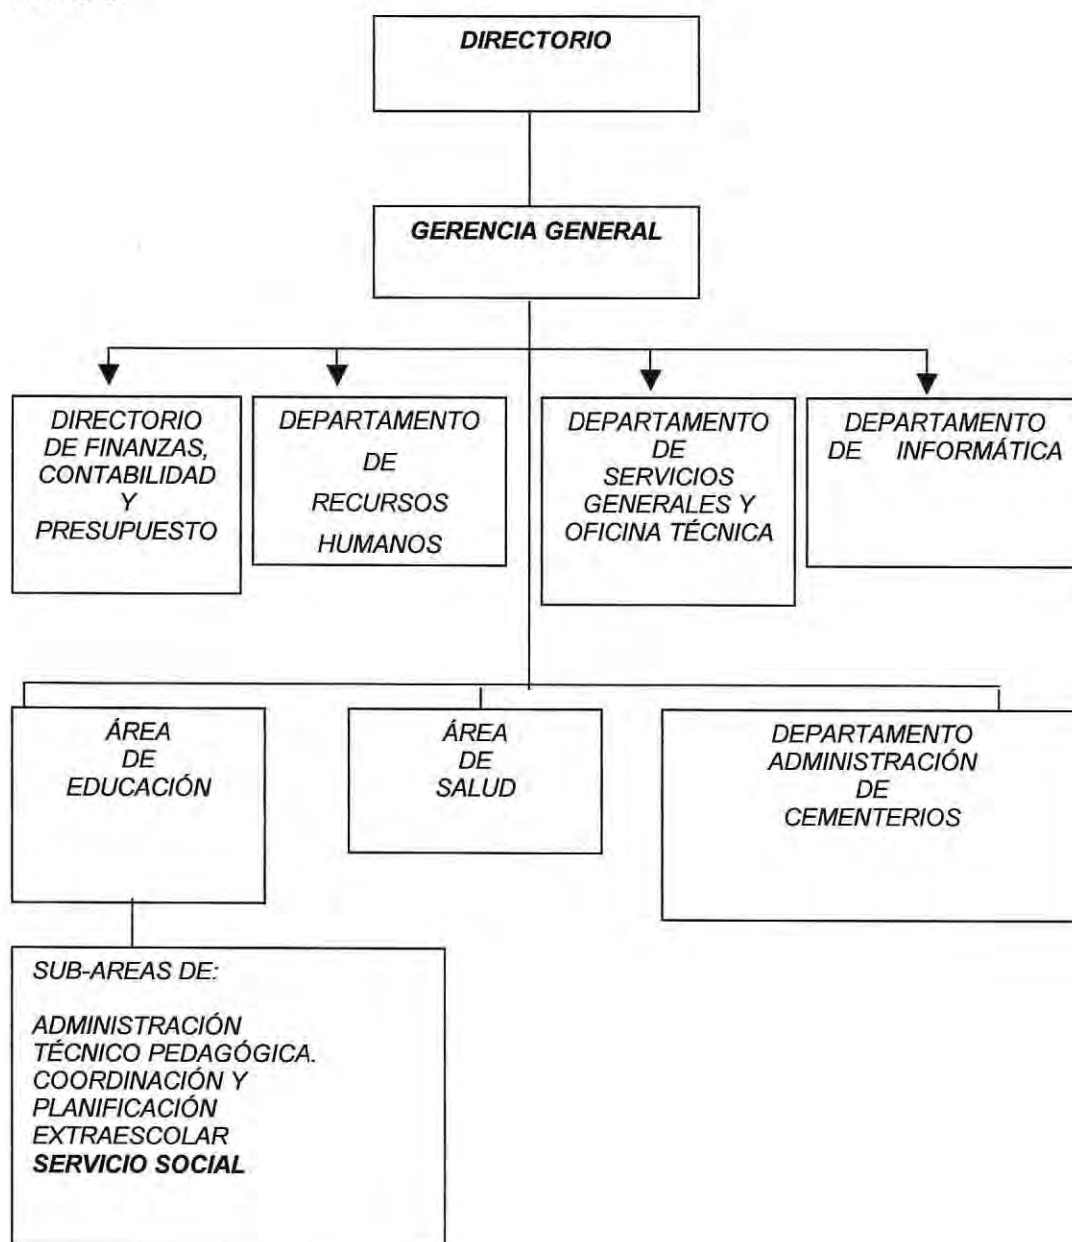 DIRECTORIO
GERENCIA GENERAL
DIRECTORIO
DE FINANZAS,
CONTABILIDAD
Y
PRESUPUESTO
DEPARTAMENTO
DE
RECURSOS
HUMANOS
DEPARTAMENTO
DE
SERVICIOS
GENERALES Y
OFICINA TÉCNICA
DEPARTAMENTO
DE INFORMÁTICA
ÁREA
DE
EDUCACIÓN
ÁREA
DE
SALUD
DEPARTAMENTO
ADMINISTRACIÓN
DE
CEMENTERIOS
SUB-AREAS DE:
ADMINISTRACIÓN
TÉCNICO PEDAGÓGICA.
COORDINACIÓN Y
PLANIFICACIÓN
EXTRAESCOLAR
SERVICIO SOCIAL